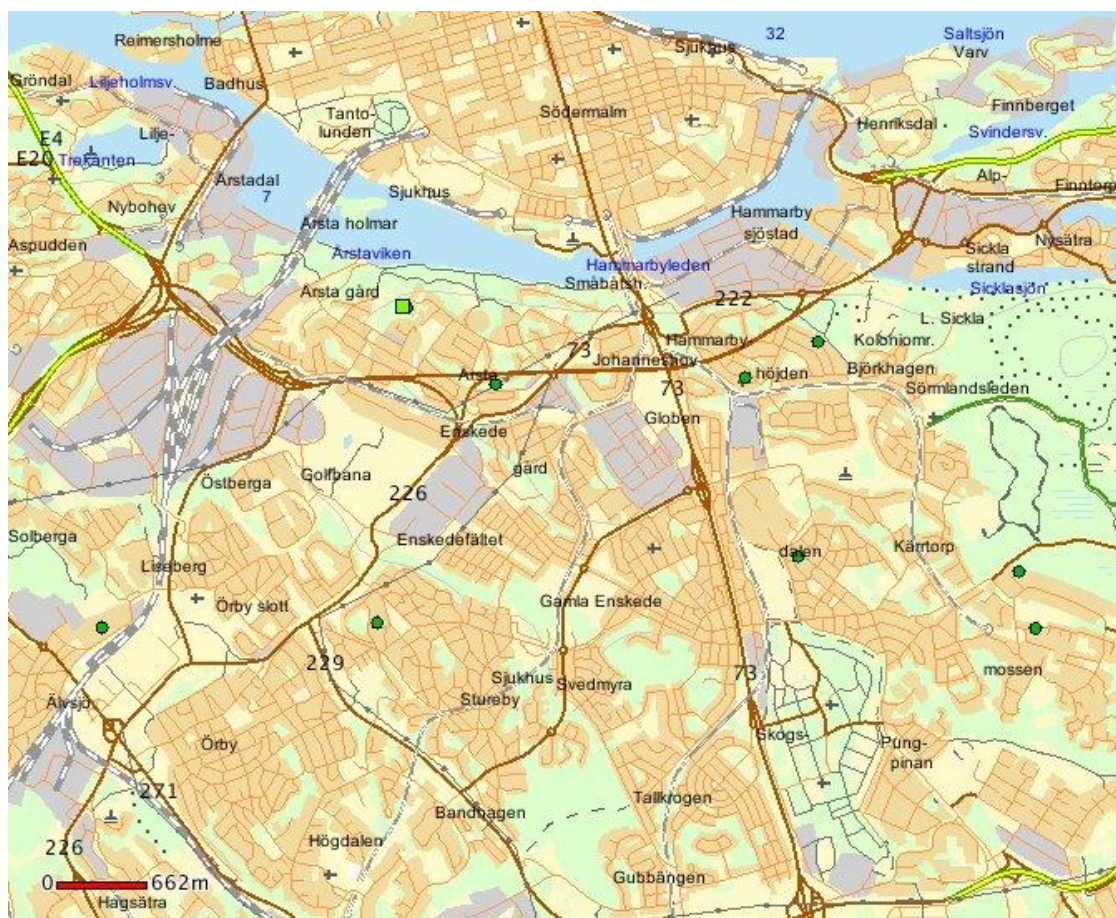 Reimersholme
Sjukhus
32
Saltsjön
Varv
Gröndal
Liljeholmsv.
Badhus
Tanto-
lunden
Södermalm
Finnberget
Henriksdal
Svindersv.
E4
Lilje-
E20
Trekanten
Årstadal
7
Sjukhus
Alp-
Finntorp
Nybohov
Årsta holmar
Hammarby
sjöstad
Aspudden
Årstaviken
Hammarbyleden
Sickla
strand
Nysätra
Årsta gård
Småbåtsh.
Sicklasjön
222
L. Sickla
Hammarby-
Koloniomr.
73
Johanneshov
höjden
Björkhagen
Årsta
73
Sörmlandsleden
Globen
Enskede
gård
Golfbana
Östberga
226
Solberga
Enskedefältet
dalen
Kärrtorp
Liseberg
Örby slott
Gamla Enskede
229
Sjukhus
Svedmyra
73
mossen
Älvsjö
Stureby
Örby
Skogs-
Pung-
pinan
271
Bandhagen
Tallkrogen
Högdalen
226
Gubbängen
0
662m
Hagsätra